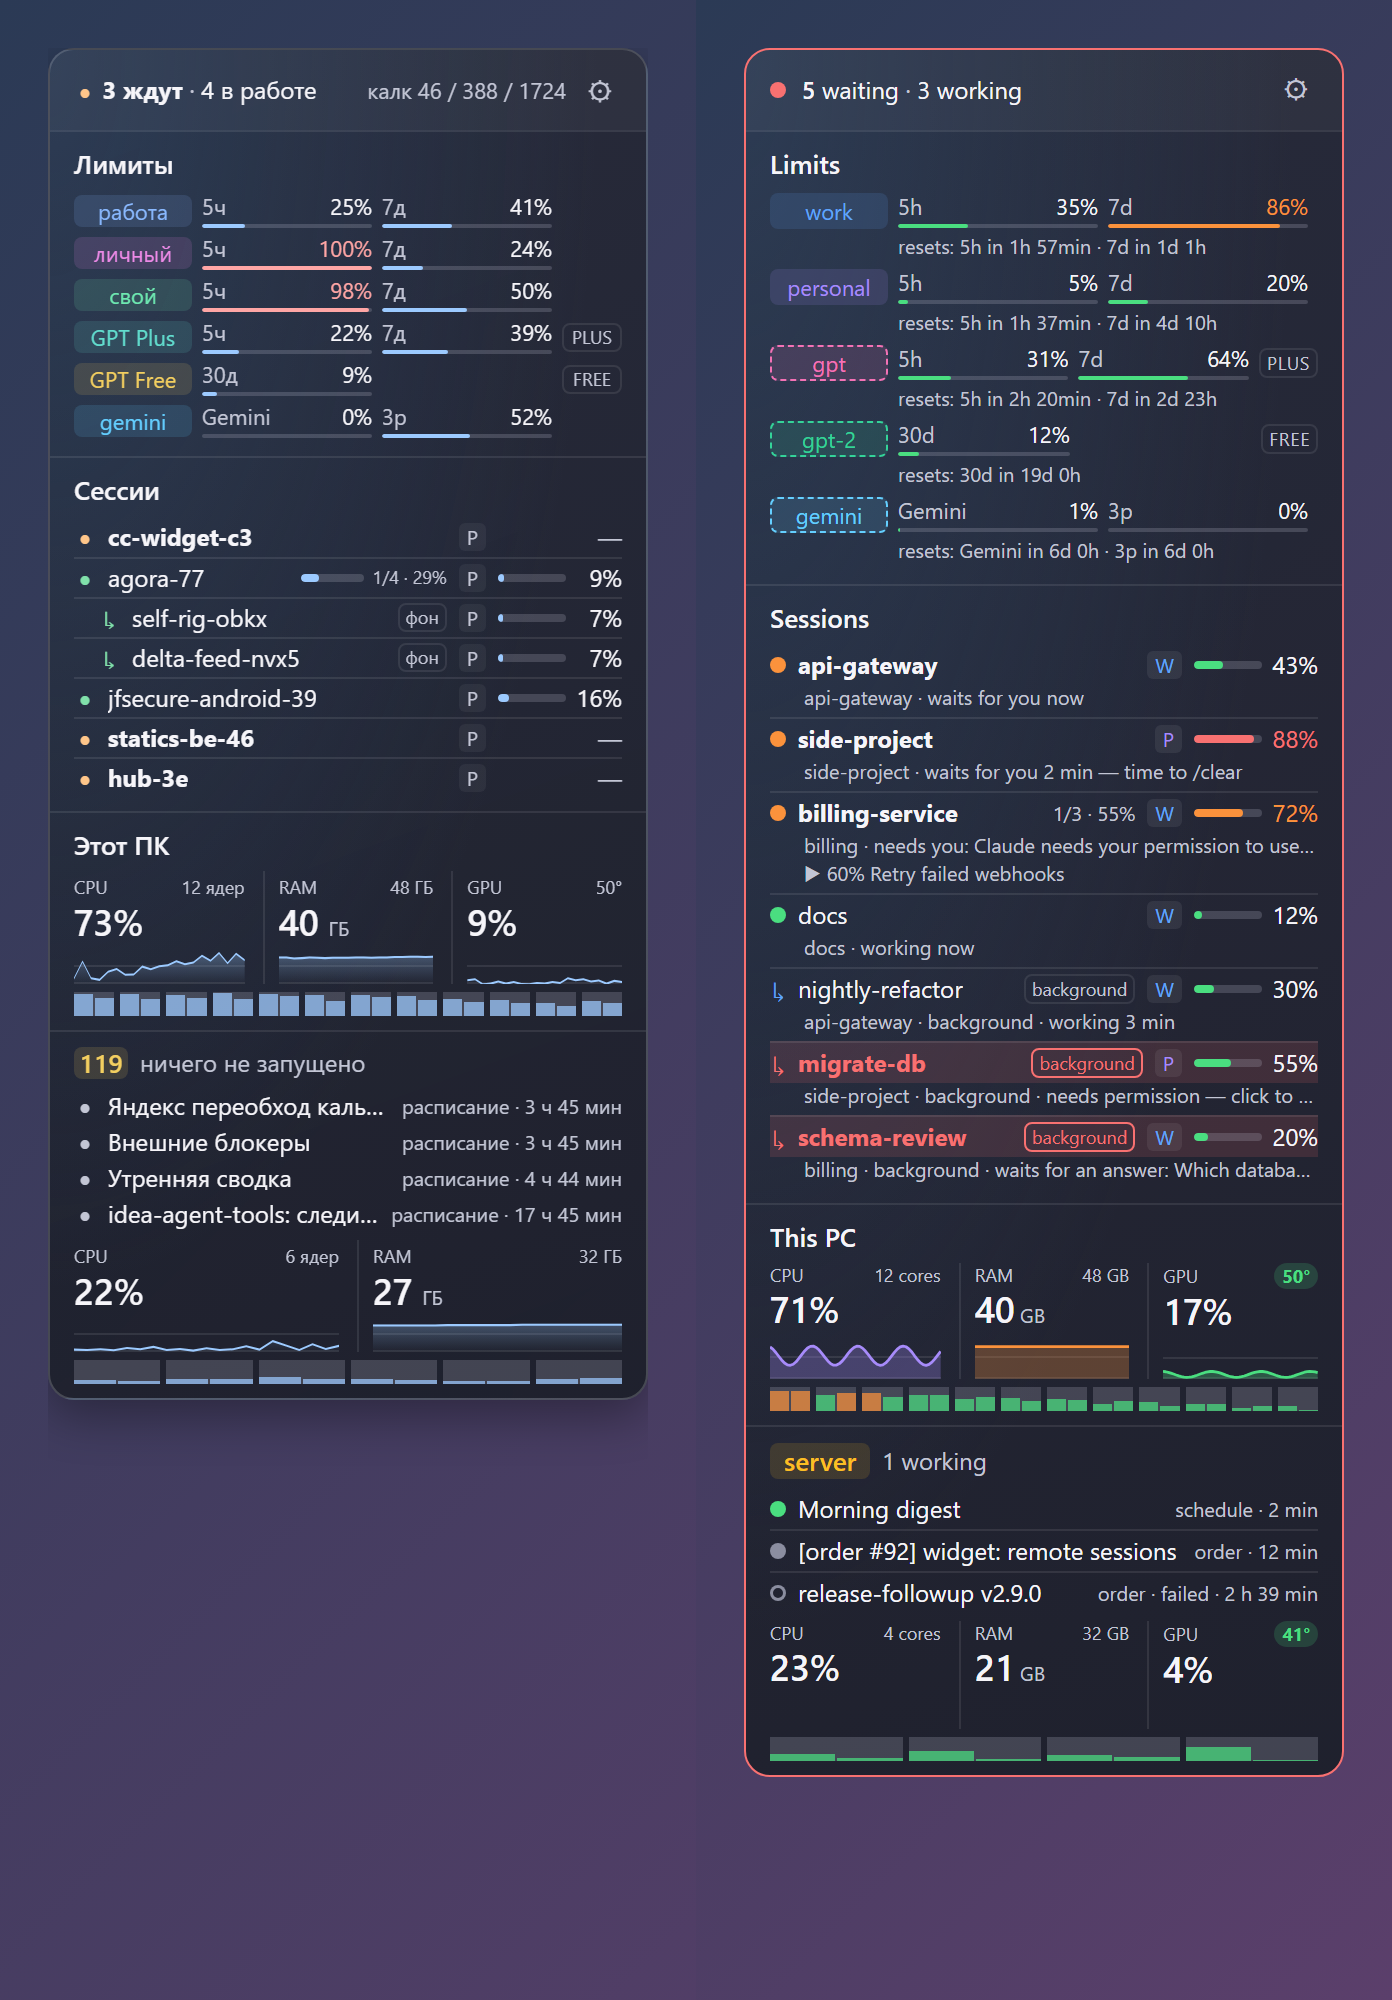 3 ждут · 4 в работе калк 46 / 388 / 1724
Лимиты
работа 5ч 25% 7д 41%
личный 5ч 100% 7д 24%
свой 5ч 98% 7д 50%
GPT Plus 5ч 22% 7д 39% PLUS
GPT Free 30д 9% FREE
gemini Gemini 0% 3p 52%
Сессии
cc-widget-c3 P —
agora-77 1/4 · 29% P 9%
↳ self-rig-obkx фон P 7%
↳ delta-feed-nvx5 фон P 7%
jfsecure-android-39 P 16%
statics-be-46 P —
hub-3e P —
Этот ПК
CPU 12 ядер RAM 48 ГБ GPU 50°
73% 40 ГБ 9%
119 ничего не запущено
Яндекс переобход каль... расписание · 3 ч 45 мин
Внешние блокеры расписание · 3 ч 45 мин
Утренняя сводка расписание · 4 ч 44 мин
idea-agent-tools: следи... расписание · 17 ч 45 мин
CPU 6 ядер RAM 32 ГБ
22% 27 ГБ
5 waiting · 3 working
Limits
work 5h 35% 7d 86%
resets: 5h in 1h 57min · 7d in 1d 1h
personal 5h 5% 7d 20%
resets: 5h in 1h 37min · 7d in 4d 10h
gpt 5h 31% 7d 64% PLUS
resets: 5h in 2h 20min · 7d in 2d 23h
gpt-2 30d 12% FREE
resets: 30d in 19d 0h
gemini Gemini 1% 3p 0%
resets: Gemini in 6d 0h · 3p in 6d 0h
Sessions
api-gateway W 43%
api-gateway · waits for you now
side-project P 88%
side-project · waits for you 2 min — time to /clear
billing-service 1/3 · 55% W 72%
billing · needs you: Claude needs your permission to use...
▶ 60% Retry failed webhooks
docs W 12%
docs · working now
↳ nightly-refactor background W 30%
api-gateway · background · working 3 min
↳ migrate-db background P 55%
side-project · background · needs permission — click to ...
↳ schema-review background W 20%
billing · background · waits for an answer: Which databa...
This PC
CPU 12 cores RAM 48 GB GPU 50°
71% 40 GB 17%
server 1 working
Morning digest schedule · 2 min
[order #92] widget: remote sessions order · 12 min
release-followup v2.9.0 order · failed · 2 h 39 min
CPU 4 cores RAM 32 GB GPU 41°
23% 21 GB 4%